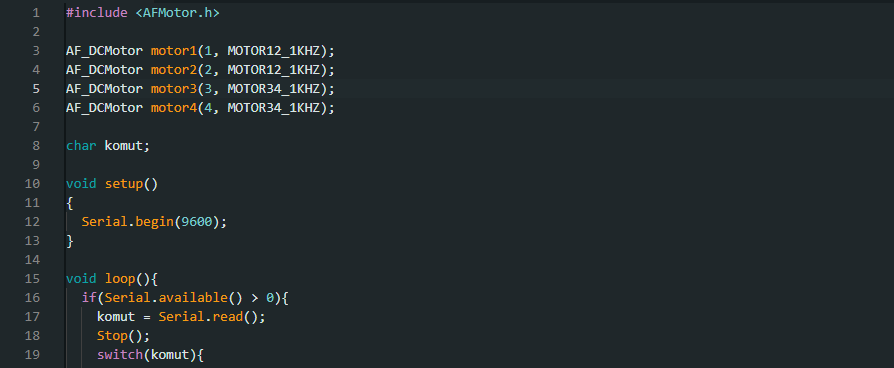 1 #include <AFMotor.h>
2
3 AF_DCMotor motor1(1, MOTOR12_1KHZ);
4 AF_DCMotor motor2(2, MOTOR12_1KHZ);
5 AF_DCMotor motor3(3, MOTOR34_1KHZ);
6 AF_DCMotor motor4(4, MOTOR34_1KHZ);
7
8 char komut;
9
10 void setup()
11 {
12   Serial.begin(9600);
13 }
14
15 void loop(){
16   if(Serial.available() > 0){
17     komut = Serial.read();
18     Stop();
19     switch(komut){